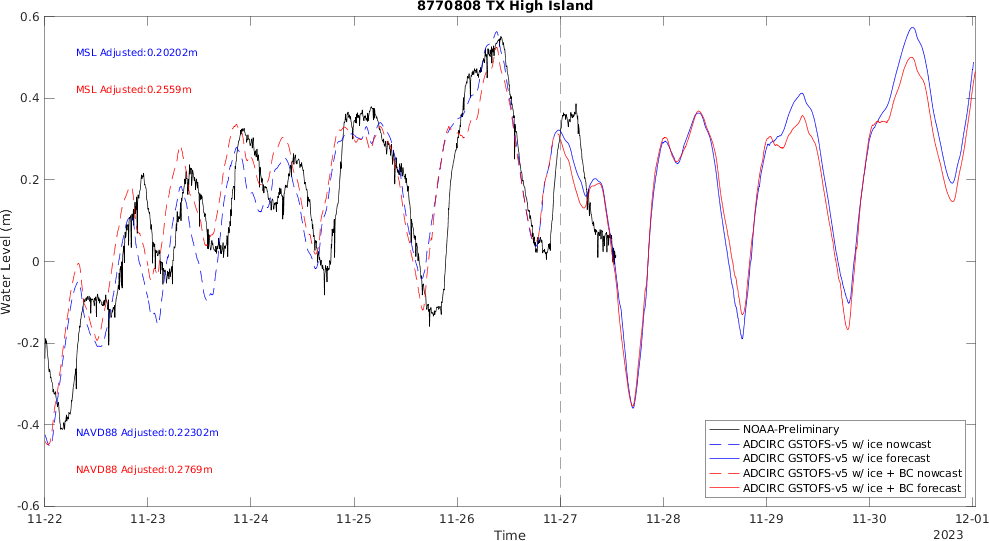 8770808 TX High Island
0.6
MSL Adjusted:0.20202m
MSL Adjusted:0.2559m
0.4
0.2
0
-0.2
-0.4
-0.6
Water Level (m)
NAVD88 Adjusted:0.22302m
NAVD88 Adjusted:0.2769m
NOAA-Preliminary
ADCIRC GSTOFS-v5 w/ ice nowcast
ADCIRC GSTOFS-v5 w/ ice forecast
ADCIRC GSTOFS-v5 w/ ice + BC nowcast
ADCIRC GSTOFS-v5 w/ ice + BC forecast
11-22 11-23 11-24 11-25 11-26 11-27 11-28 11-29 11-30 12-01
Time
2023